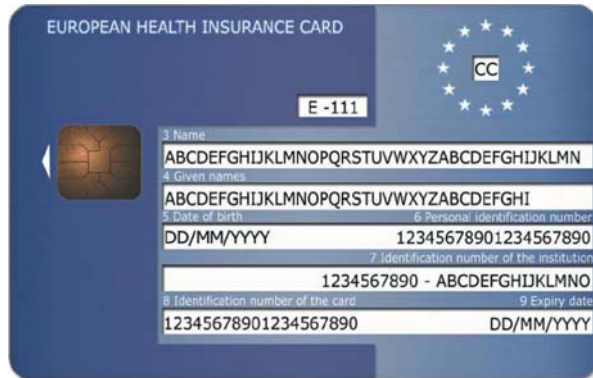 EUROPEAN HEALTH INSURANCE CARD
CC
E -111
3 Name
ABCDEFGHIJKLMNOPQRSTUVWXYZABCDEFGHIJKLMN
4 Given names
ABCDEFGHIJKLMNOPQRSTUVWXYZABCDEFGHI
5 Date of birth 6 Personal identification number
DD/MM/YYYY 12345678901234567890
7 Identification number of the institution
1234567890 - ABCDEFGHIJKLMNO
8 Identification number of the card 9 Expiry date
12345678901234567890 DD/MM/YYYY